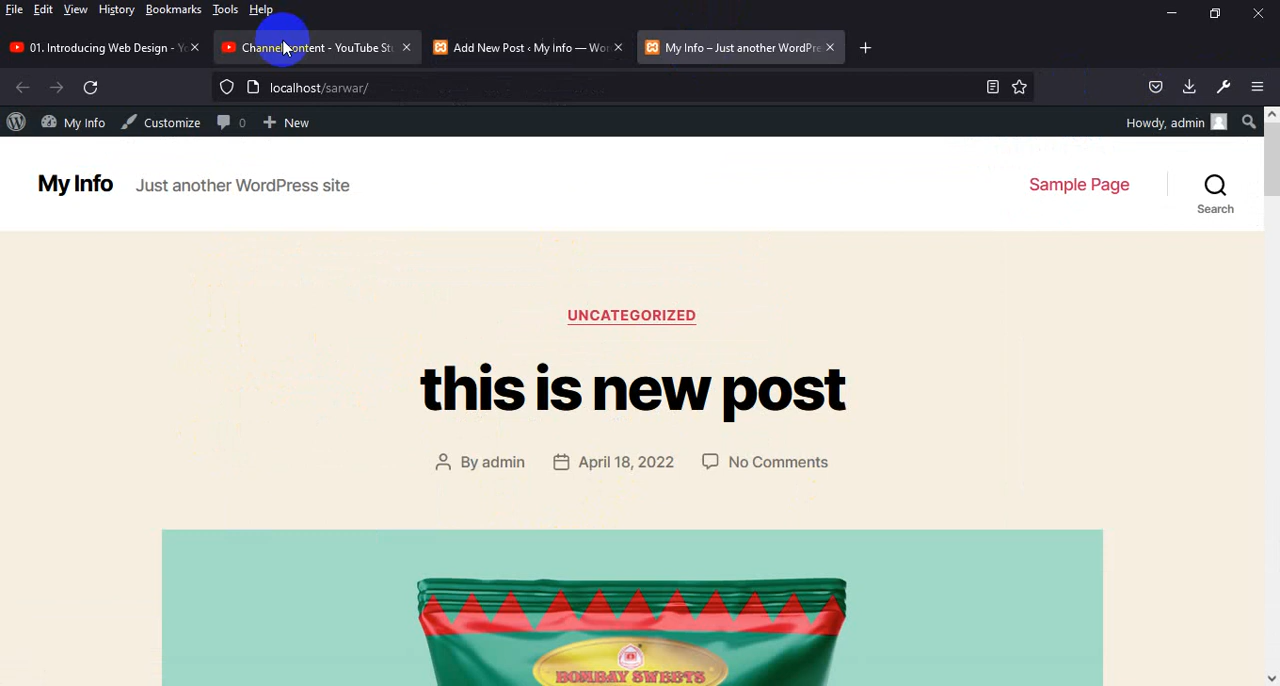 File Edit View History Bookmarks Tools Help
01. Introducing Web Design - Yo
Channel content - YouTube St
Add New Post ‹ My Info — Wor
My Info – Just another WordPre
localhost/sarwar/
My Info Customize 0 New Howdy, admin
My Info Just another WordPress site Sample Page
Search
UNCATEGORIZED
this is new post
By admin April 18, 2022 No Comments
BOMBAY SWEETS